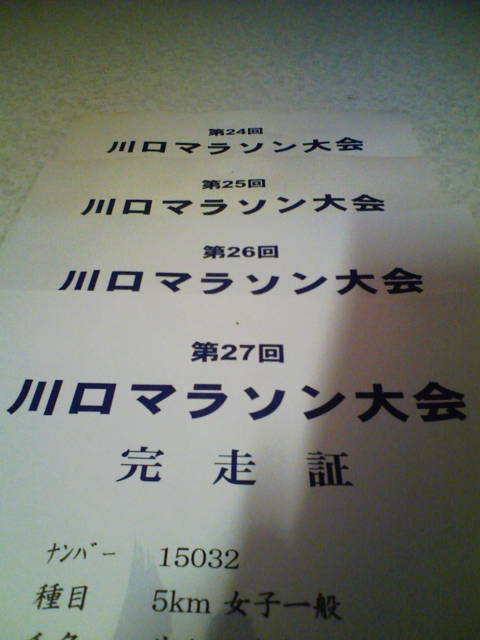 第24回
川口マラソン大会
第25回
川口マラソン大会
第26回
川口マラソン大会
第27回
川口マラソン大会
完走証
ﾅﾝﾊﾞｰ 15032
種目 5km 女子一般